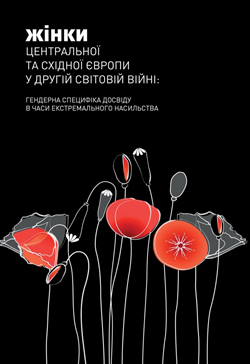 жінки
ЦЕНТРАЛЬНОЇ
ТА СХІДНОЇ ЄВРОПИ
У ДРУГІЙ СВІТОВІЙ ВІЙНІ:
ГЕНДЕРНА СПЕЦИФІКА ДОСВІДУ
В ЧАСИ ЕКСТРЕМАЛЬНОГО НАСИЛЬСТВА